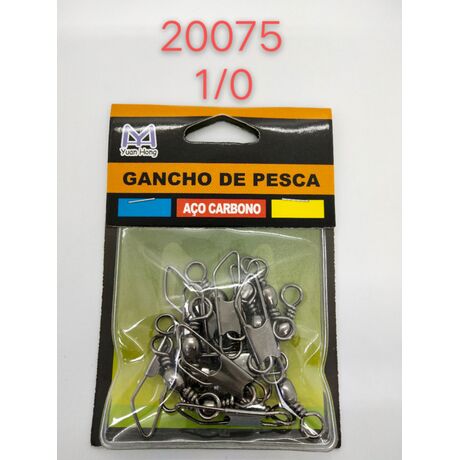 20075
1/0
Yuan Hong
GANCHO DE PESCA
AÇO CARBONO